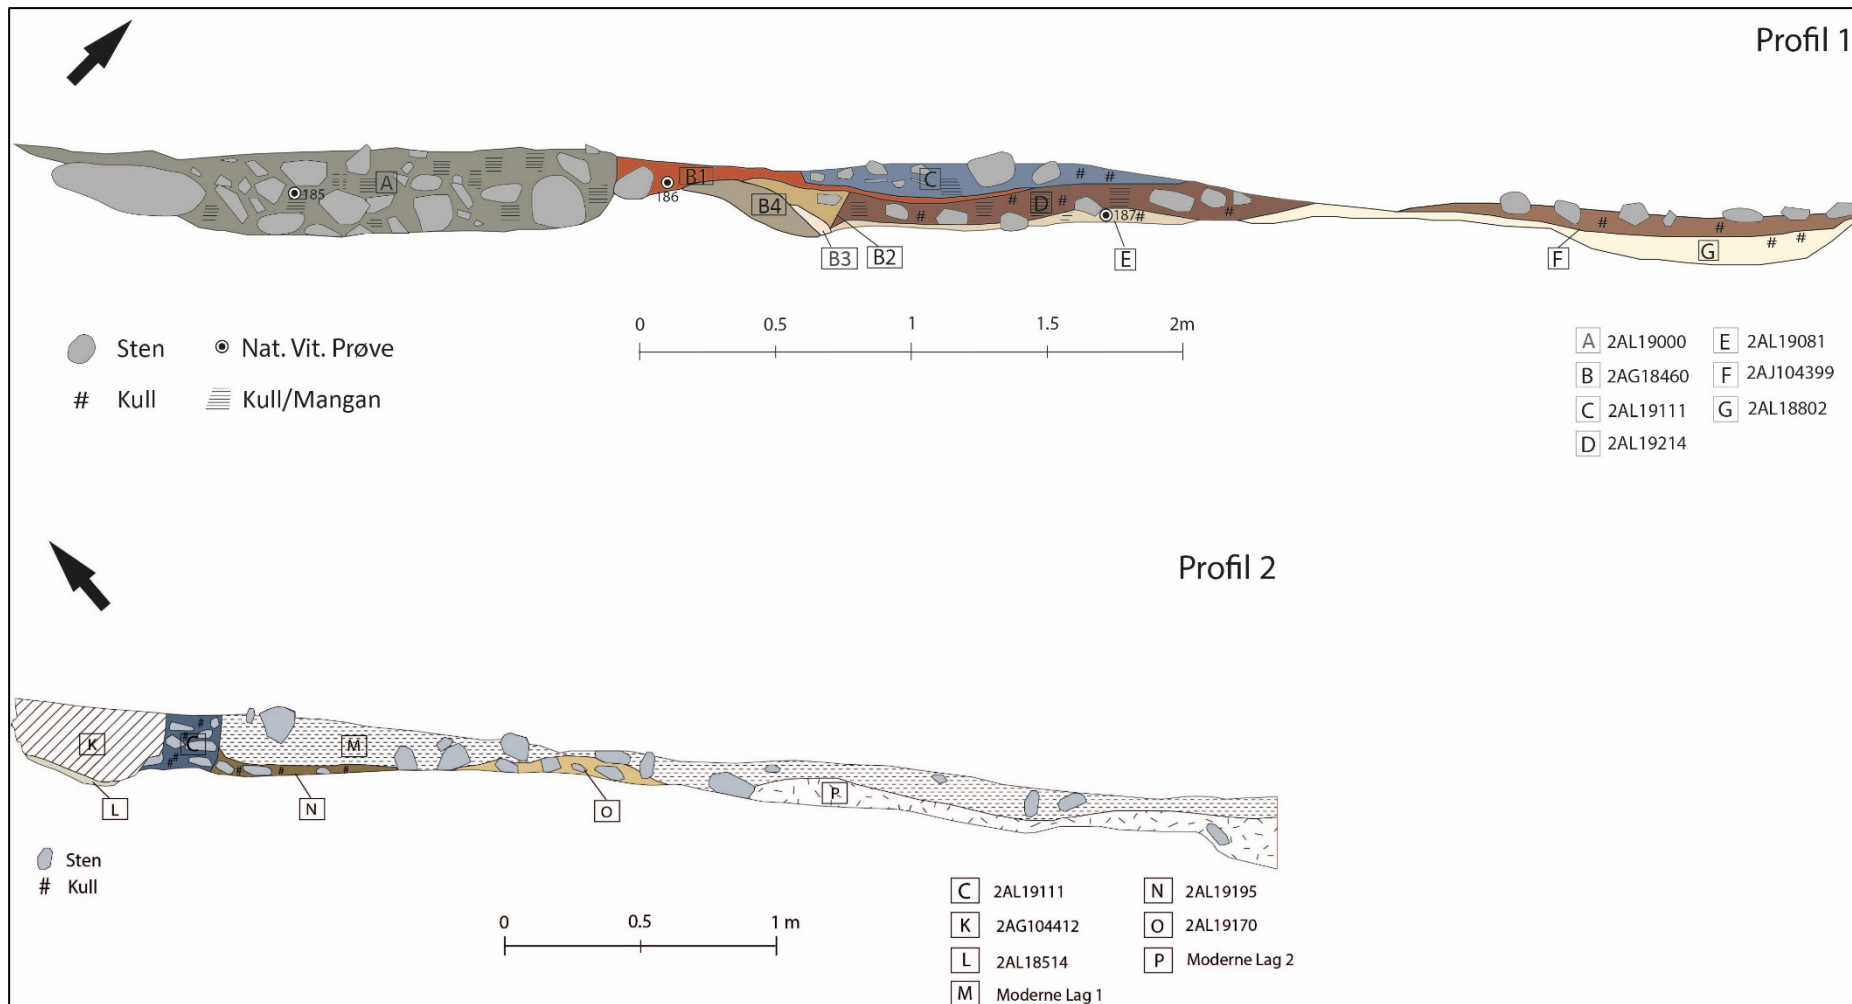 Profil 1
A
185
B1
186
B4
C
D
187
B3
B2
E
F
G
Sten
Nat. Vit. Prøve
# Kull
Kull/Mangan
0 0.5 1 1.5 2m
A 2AL19000
E 2AL19081
B 2AG18460
F 2AJ104399
C 2AL19111
G 2AL18802
D 2AL19214
Profil 2
K
C
M
P
L
N
O
Sten
# Kull
0 0.5 1 m
C 2AL19111
N 2AL19195
K 2AG104412
O 2AL19170
L 2AL18514
P Moderne Lag 2
M Moderne Lag 1